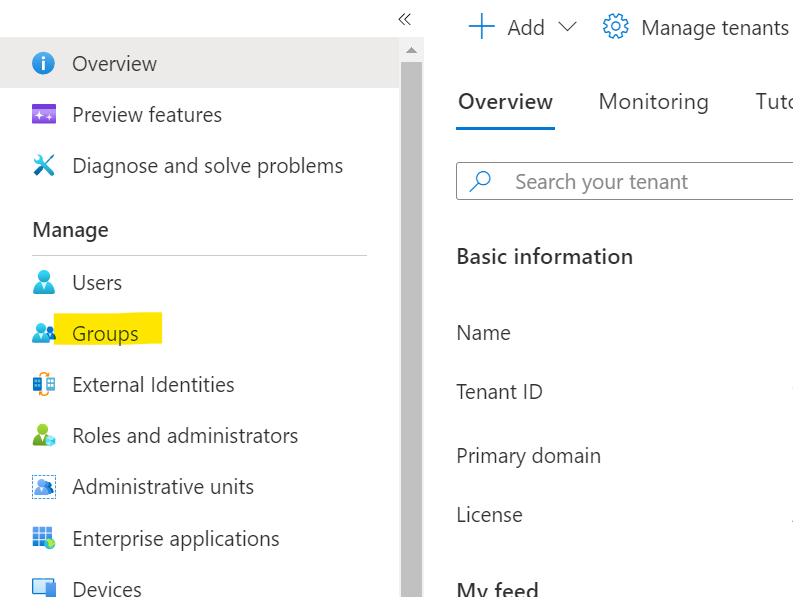 Overview
Preview features
Diagnose and solve problems
Manage
Users
Groups
External Identities
Roles and administrators
Administrative units
Enterprise applications
Devices
Add
Manage tenants
Overview
Monitoring
Search your tenant
Basic information
Name
Tenant ID
Primary domain
License
My feed